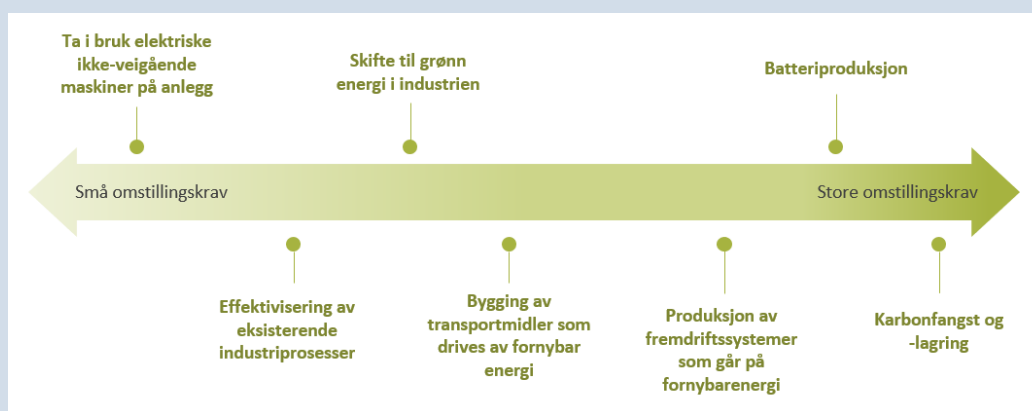 Ta i bruk elektriske
ikke-veigående
maskiner på anlegg
Skifte til grønn
energi i industrien
Batteriproduksjon
Små omstillingskrav
Store omstillingskrav
Effektivisering av
eksisterende
industriprosesser
Bygging av
transportmidler som
drives av fornybar
energi
Produksjon av
fremdriftssystemer
som går på
fornybarenergi
Karbonfangst og
-lagring